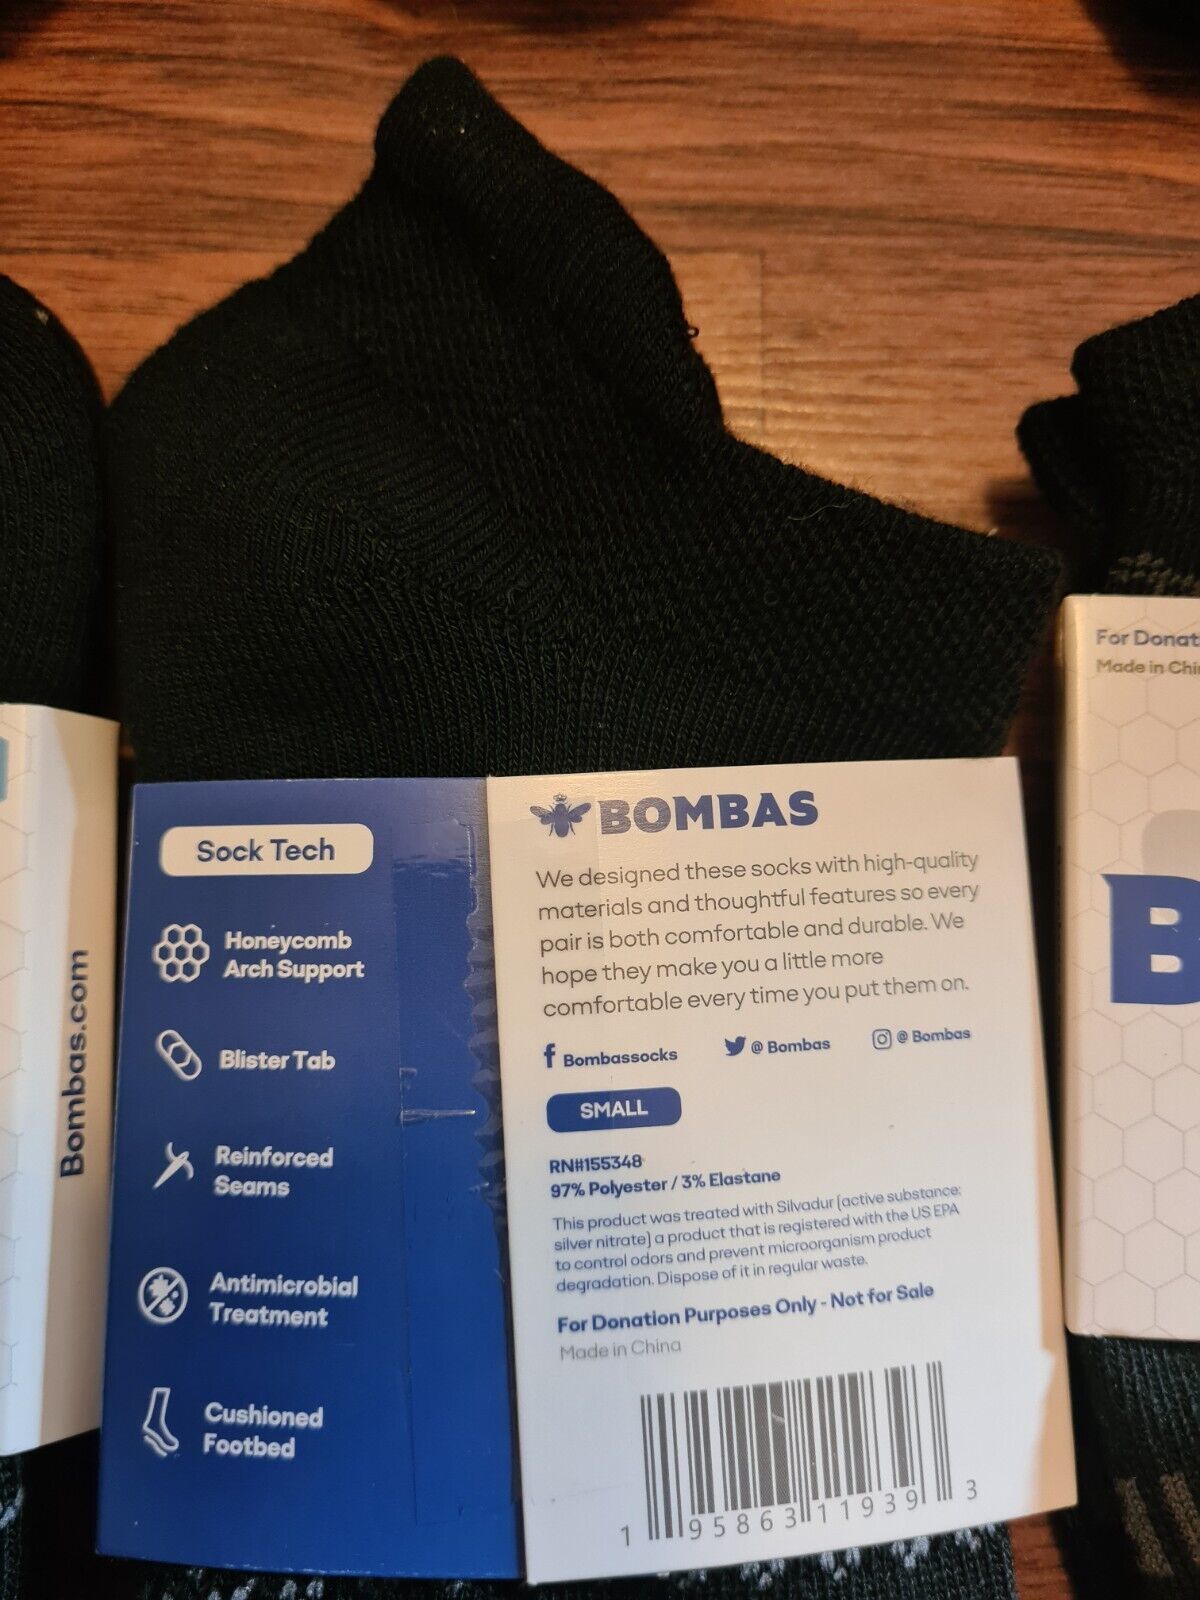 Bombas.com
Sock Tech
Honeycomb
Arch Support
Blister Tab
Reinforced
Seams
Antimicrobial
Treatment
Cushioned
Footbed
BOMBAS
We designed these socks with high-quality
materials and thoughtful features so every
pair is both comfortable and durable. We
hope they make you a little more
comfortable every time you put them on.
Bombassocks @ Bombas @ Bombas
SMALL
RN#155348
97% Polyester / 3% Elastane
This product was treated with Silvadur (active substance:
silver nitrate) a product that is registered with the US EPA
to control odors and prevent microorganism product
degradation. Dispose of it in regular waste.
For Donation Purposes Only - Not for Sale
Made in China
1 95863 11939 3
For Donat
Made in Chi
B